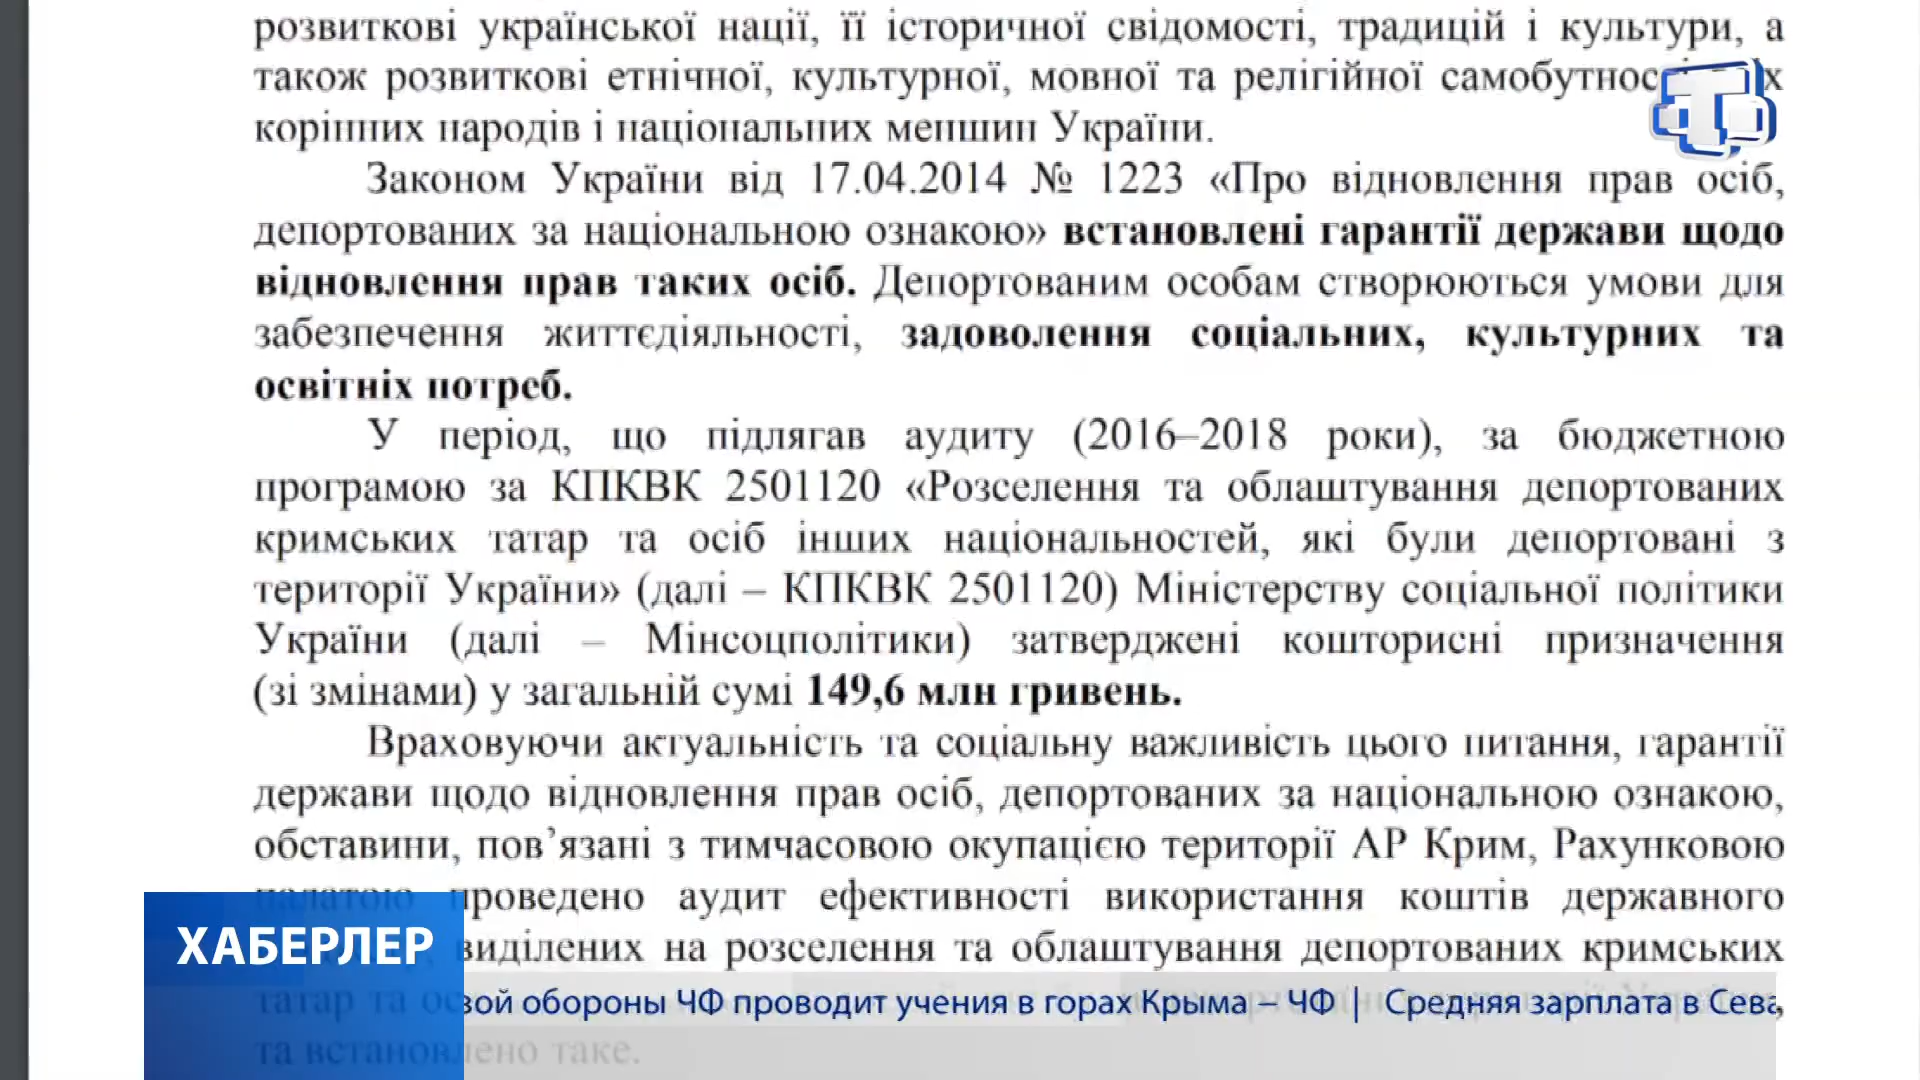 розвиткові української нації, її історичної свідомості, традицій і культури, а
також розвиткові етнічної, культурної, мовної та релігійної
корінних народів і національних меншин України.
Законом України від 17.04.2014 № 1223 «Про відновлення прав осіб,
депортованих за національною ознакою» встановлені гарантії держави щодо
відновлення прав таких осіб. Депортованим особам створюються умови для
забезпечення життєдіяльності, задоволення соціальних, культурних та
освітніх потреб.
У період, що підлягав аудиту (2016–2018 роки), за бюджетною
програмою за КПКВК 2501120 «Розселення та облаштування депортованих
кримських татар та осіб інших національностей, які були депортовані з
території України» (далі – КПКВК 2501120) Міністерству соціальної політики
України (далі – Мінсоцполітики) затверджені кошторисні призначення
(зі змінами) у загальній сумі 149,6 млн гривень.
Враховуючи актуальність та соціальну важливість цього питання, гарантії
держави щодо відновлення прав осіб, депортованих за національною ознакою,
обставини, пов’язані з тимчасовою окупацією території АР Крим, Рахунковою
палатою проведено аудит ефективності використання коштів державного
виділених на розселення та облаштування депортованих кримських
татар та
та встановлено таке.
ХАБЕРЛЕР
вой обороны ЧФ проводит учения в горах Крыма – ЧФ | Средняя зарплата в Сева